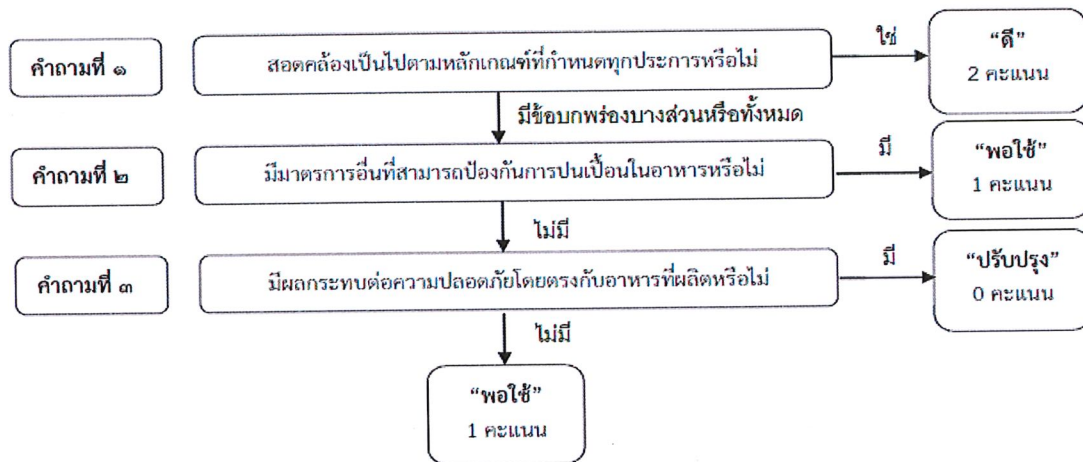 คำถามที่ ๑
สอดคล้องเป็นไปตามหลักเกณฑ์ที่กำหนดทุกประการหรือไม่
ใช่
“ดี”
2 คะแนน
มีข้อบกพร่องบางส่วนหรือทั้งหมด
คำถามที่ ๒
มีมาตรการอื่นที่สามารถป้องกันการปนเปื้อนในอาหารหรือไม่
มี
“พอใช้”
1 คะแนน
ไม่มี
คำถามที่ ๓
มีผลกระทบต่อความปลอดภัยโดยตรงกับอาหารที่ผลิตหรือไม่
มี
“ปรับปรุง”
0 คะแนน
ไม่มี
“พอใช้”
1 คะแนน